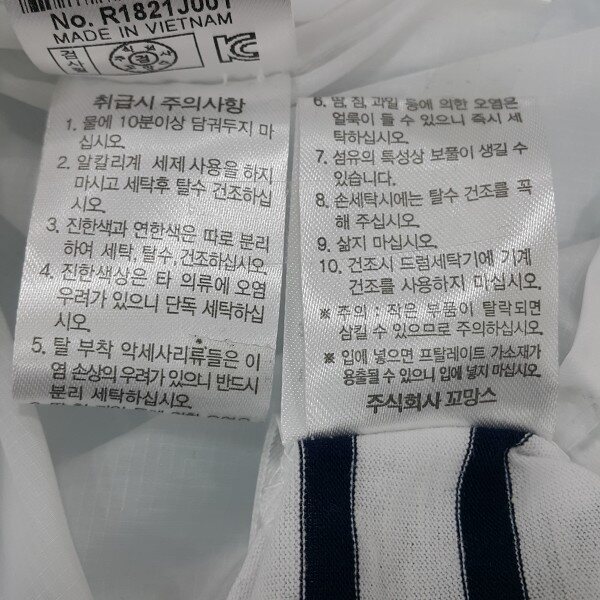 No. R1821J001
MADE IN VIETNAM
검사필
취급시 주의사항
1. 물에 10분이상 담궈두지 마
십시오.
2. 알칼리계 세제 사용을 하지
마시고 세탁후 탈수 건조하십
시오.
3. 진한색과 연한색은 따로 분리
하여 세탁, 탈수, 건조하십시오.
4. 진한색상은 타 의류에 오염
우려가 있으니 단독 세탁하십
시오.
5. 탈 부착 악세사리류들은 이
염 손상의 우려가 있으니 반드시
분리 세탁하십시오.
6. 땀, 침, 과일 등에 의한 오염은
얼룩이 들 수 있으니 즉시 세
탁하십시오.
7. 섬유의 특성상 보풀이 생길 수
있습니다.
8. 손세탁시에는 탈수 건조를 꼭
해 주십시오.
9. 삶지 마십시오.
10. 건조시 드럼세탁기에 기계
건조를 사용하지 마십시오.
※ 주의 : 작은 부품이 탈락되면
삼킬 수 있으므로 주의하십시오.
※ 입에 넣으면 프탈레이트 가소재가
용출될 수 있으니 입에 넣지 마십시오.
주식회사 꼬망스